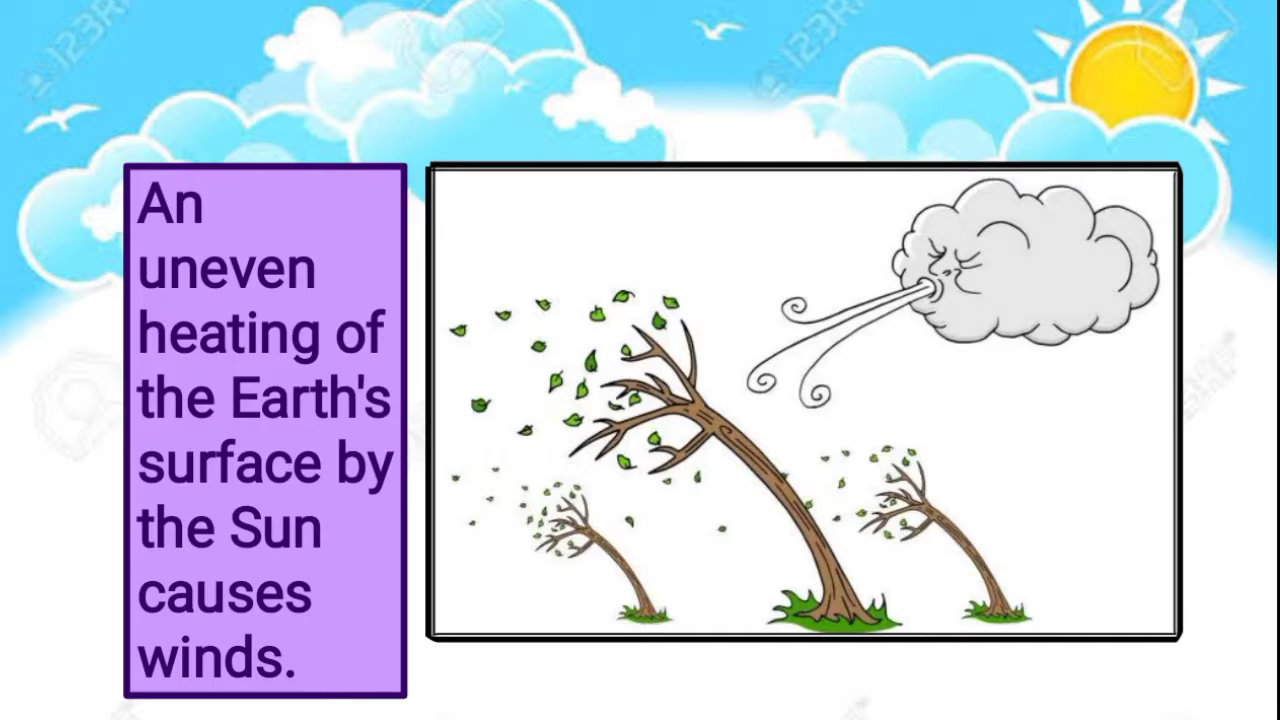 An
uneven
heating of
the Earth's
surface by
the Sun
causes
winds.